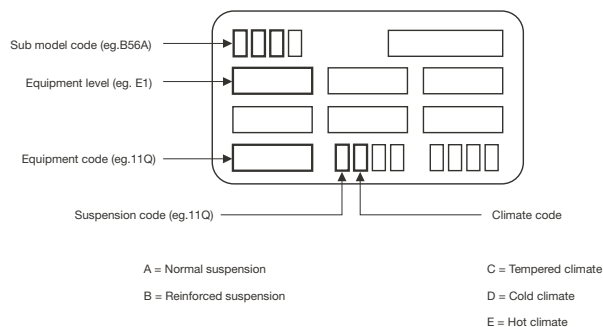 Sub model code (eg.B56A)
Equipment level (eg. E1)
Equipment code (eg.11Q)
Suspension code (eg.11Q)
Climate code
A = Normal suspension
B = Reinforced suspension
C = Tempered climate
D = Cold climate
E = Hot climate